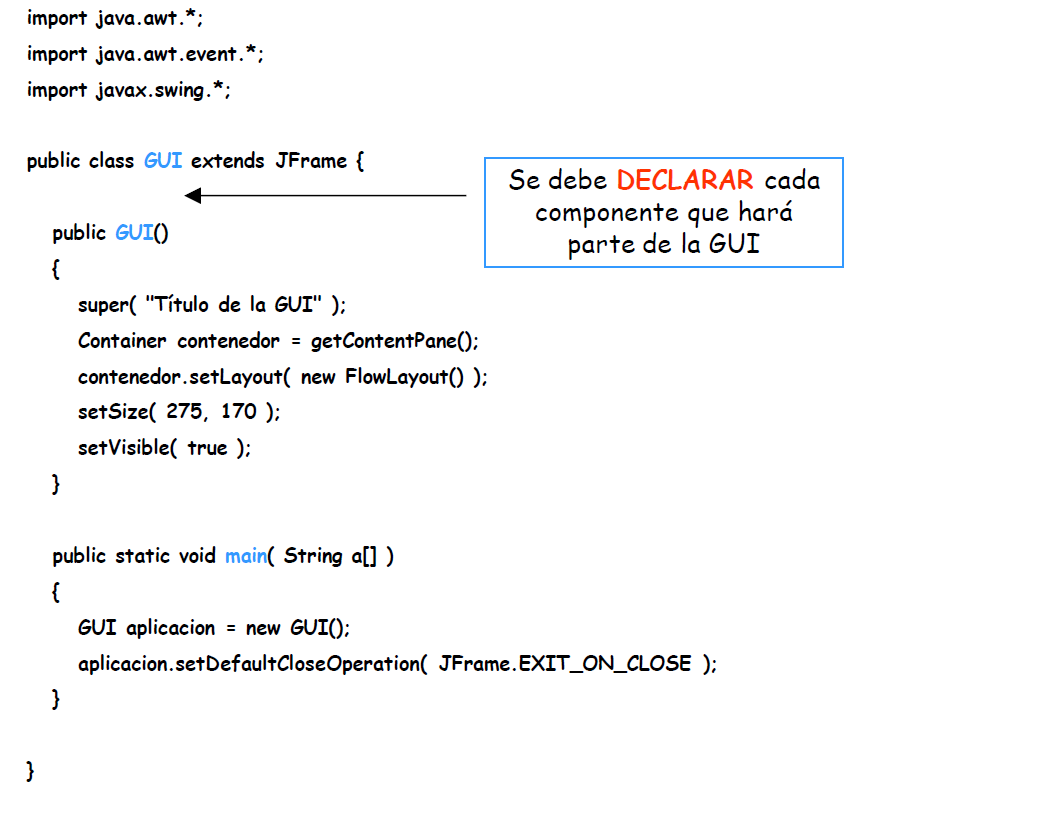 import java.awt.*;
import java.awt.event.*;
import javax.swing.*;
public class GUI extends JFrame {
Se debe DECLARAR cada
componente que hará
parte de la GUI
public GUI()
{
super( "Título de la GUI" );
Container contenedor = getContentPane();
contenedor.setLayout( new FlowLayout() );
setSize( 275, 170 );
setVisible( true );
}
public static void main( String a[] )
{
GUI aplicacion = new GUI();
aplicacion.setDefaultCloseOperation( JFrame.EXIT_ON_CLOSE );
}
}